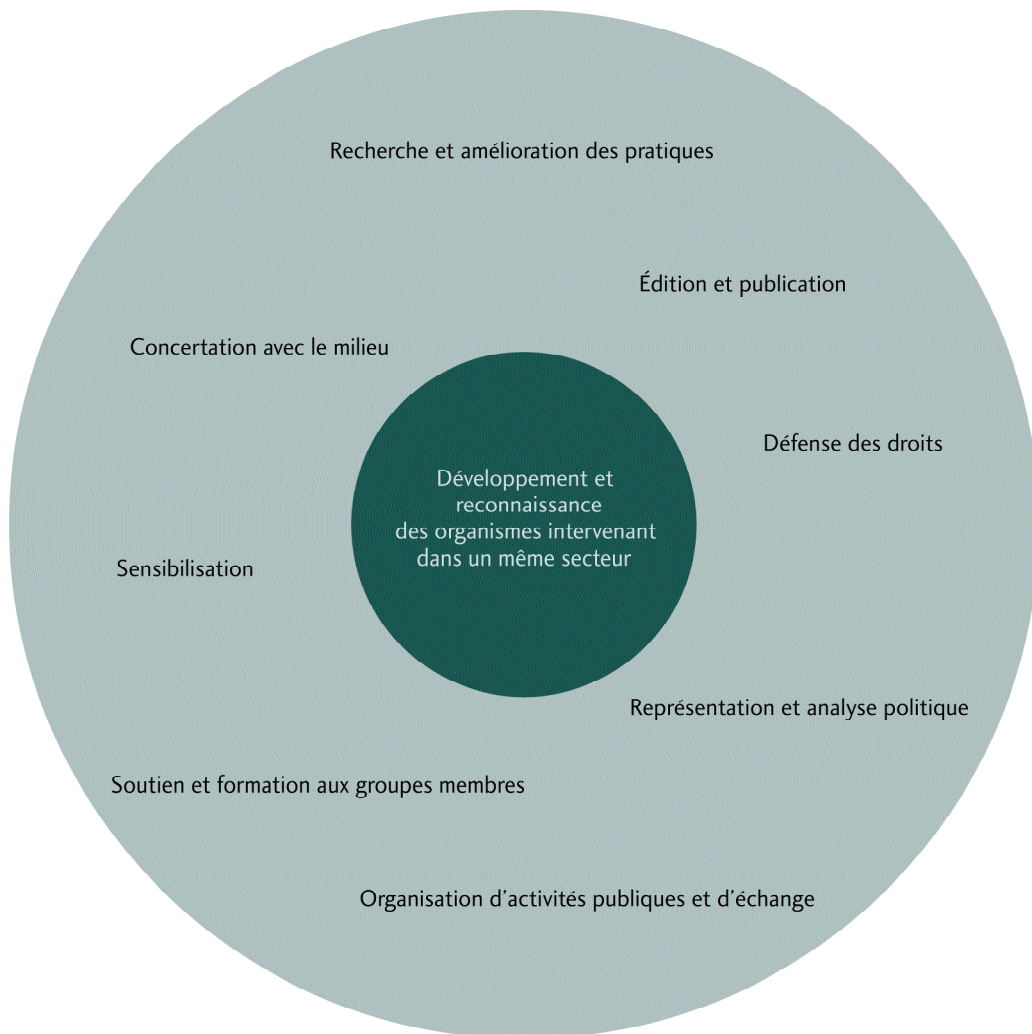 Recherche et amélioration des pratiques
Édition et publication
Concertation avec le milieu
Défense des droits
Développement et
reconnaissance
des organismes intervenant
dans un même secteur
Sensibilisation
Représentation et analyse politique
Soutien et formation aux groupes membres
Organisation d’activités publiques et d’échange